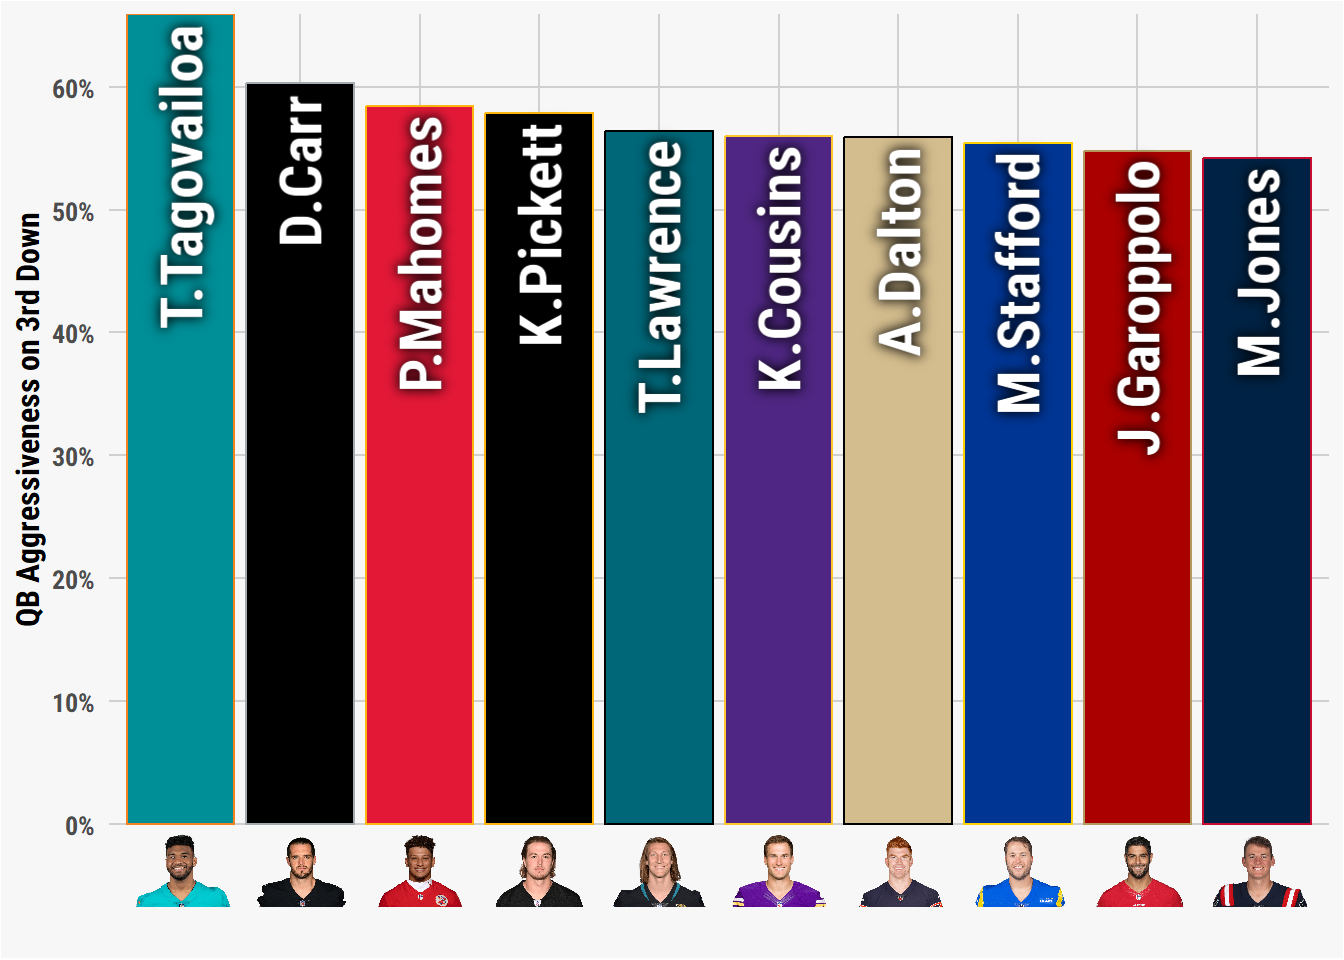 QB Aggressiveness on 3rd Down
60%
50%
40%
30%
20%
10%
0%
T.Tagovailoa
D.Carr
P.Mahomes
K.Pickett
T.Lawrence
K.Cousins
A.Dalton
M.Stafford
J.Garoppolo
M.Jones